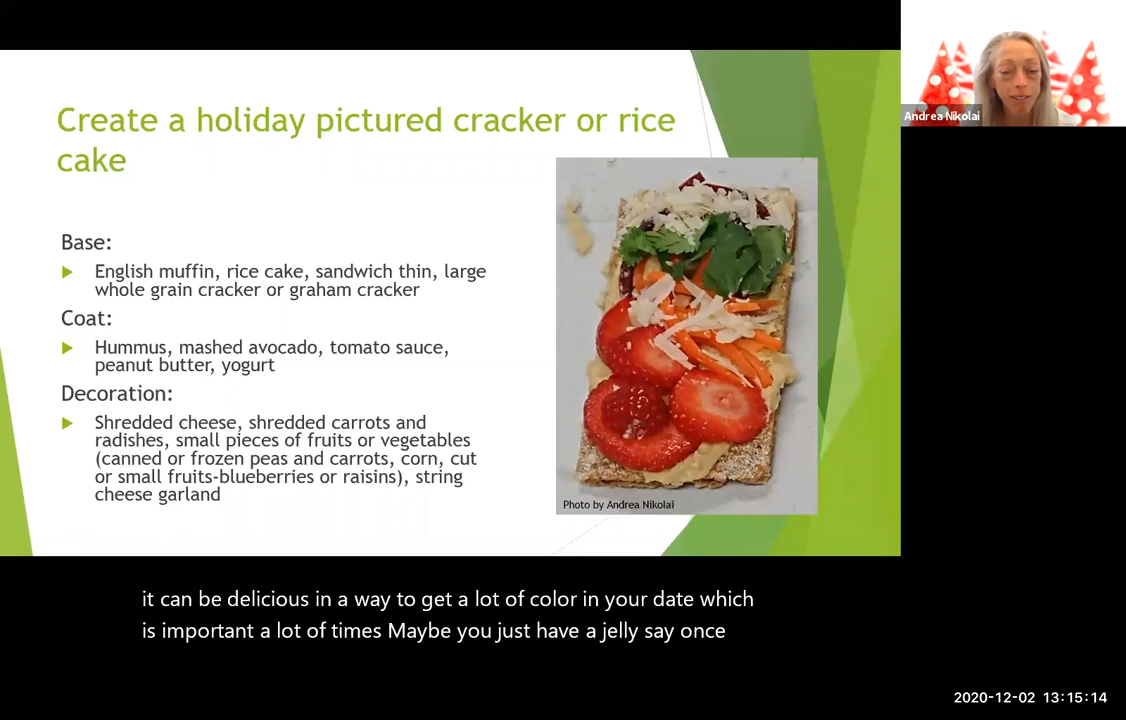 Create a holiday pictured cracker or rice
cake
Base:
English muffin, rice cake, sandwich thin, large
whole grain cracker or graham cracker
Coat:
Hummus, mashed avocado, tomato sauce,
peanut butter, yogurt
Decoration:
Shredded cheese, shredded carrots and
radishes, small pieces of fruits or vegetables
(canned or frozen peas and carrots, corn, cut
or small fruits-blueberries or raisins), string
cheese garland
Photo by Andrea Nikolai
Andrea Nikolai
it can be delicious in a way to get a lot of color in your date which
is important a lot of times Maybe you just have a jelly say once
2020-12-02 13:15:14